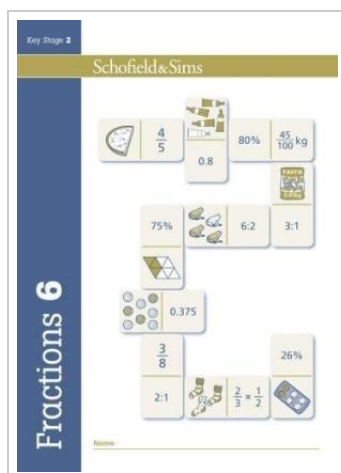 Key Stage 2
Schofield&Sims
4/5
0.8
80%
45/100 kg
PASTA
75%
6:2
3:1
0.375
3/8
2:1
2/3 × 1/2
26%
Fractions 6
Name